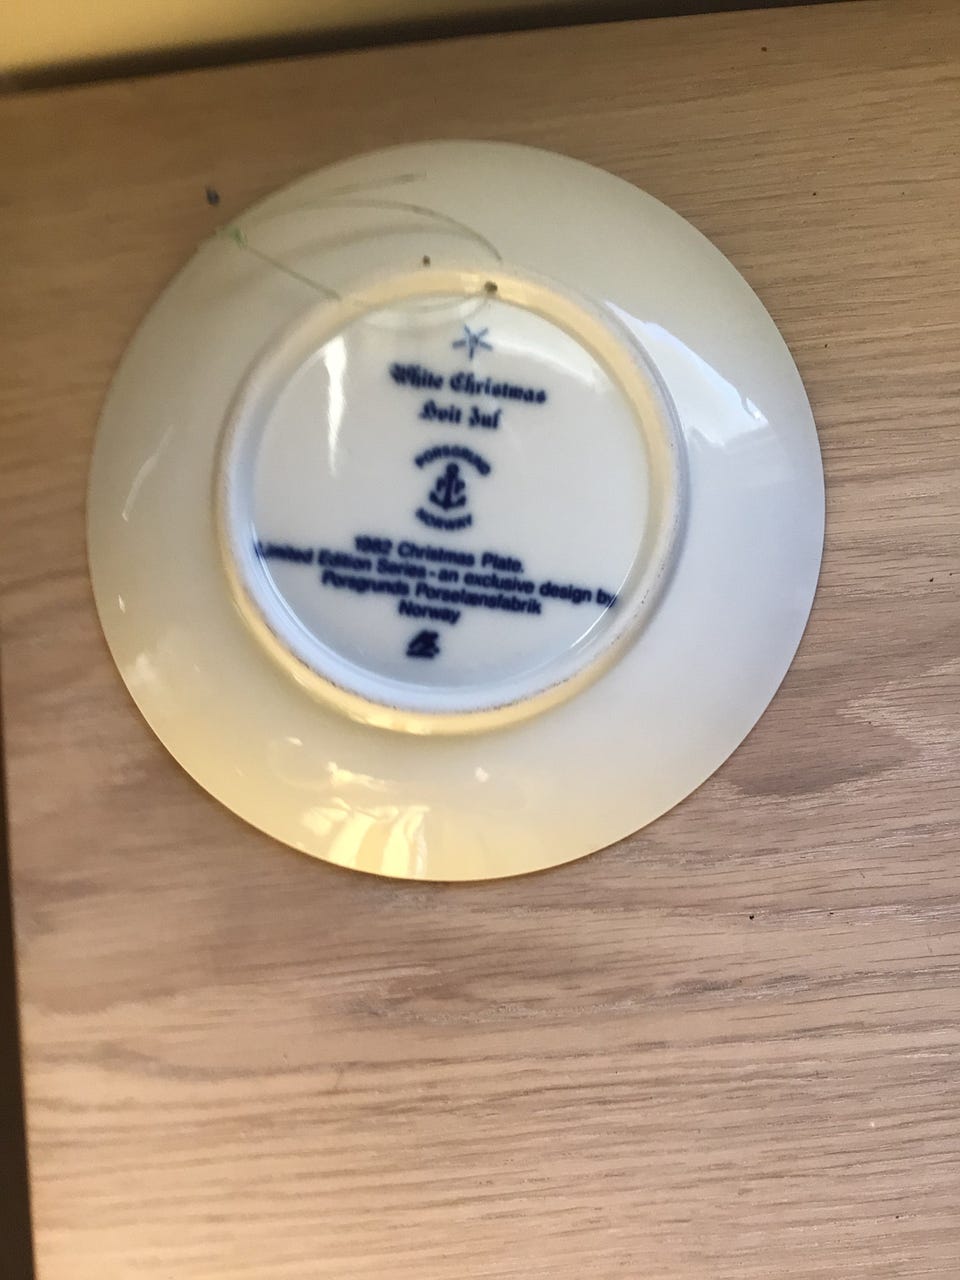 White Christmas
Hvit Jul
PORSGRUND
NORWAY
1982 Christmas Plate.
Limited Edition Series - an exclusive design by
Porsgrunds Porselænsfabrik
Norway